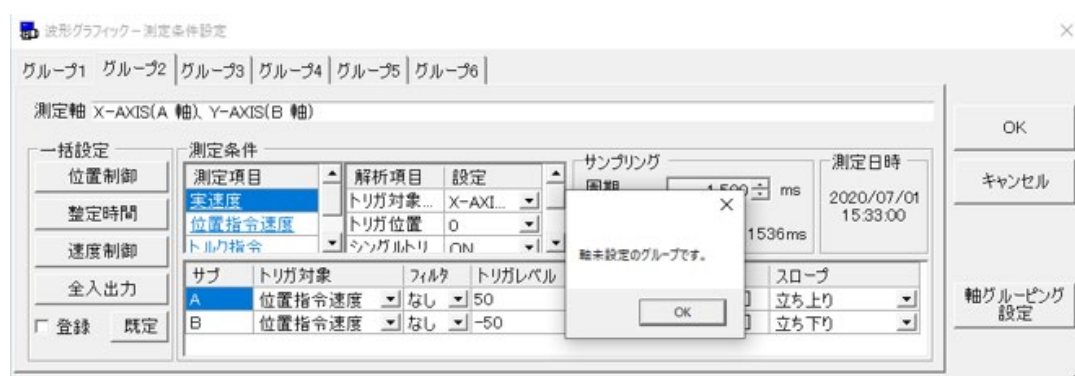 波形グラフィック－測定条件設定
グループ1 グループ2 グループ3 グループ4 グループ5 グループ6
測定軸 X-AXIS(A 軸)、Y-AXIS(B 軸)
一括設定
位置制御
整定時間
速度制御
全入出力
登録 既定
測定条件
測定項目
実速度
位置指令速度
トルク指令
解析項目 設定
トリガ対象... X-AXI...
トリガ位置 0
シングルトリ ON
サンプリング
周期 ms
1536ms
測定日時
2020/07/01
15:33:00
サブ トリガ対象 フィルタ トリガレベル スロープ
A 位置指令速度 なし 50 立ち上り
B 位置指令速度 なし -50 立ち下り
軸未設定のグループです。
OK
OK
キャンセル
軸グルーピング
設定